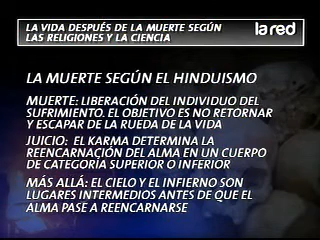 LA VIDA DESPUÉS DE LA MUERTE SEGÚN
LAS RELIGIONES Y LA CIENCIA
la red
LA MUERTE SEGÚN EL HINDUISMO
MUERTE: LIBERACIÓN DEL INDIVIDUO DEL
SUFRIMIENTO. EL OBJETIVO ES NO RETORNAR
Y ESCAPAR DE LA RUEDA DE LA VIDA
JUICIO: EL KARMA DETERMINA LA
REENCARNACIÓN DEL ALMA EN UN CUERPO
DE CATEGORÍA SUPERIOR O INFERIOR
MÁS ALLÁ: EL CIELO Y EL INFIERNO SON
LUGARES INTERMEDIOS ANTES DE QUE EL
ALMA PASE A REENCARNARSE